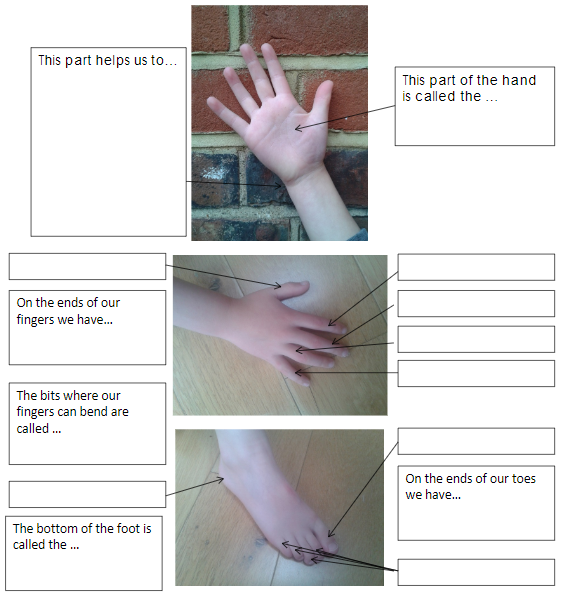 This part helps us to…
This part of the hand
is called the …
On the ends of our
fingers we have…
The bits where our
fingers can bend are
called …
On the ends of our toes
we have…
The bottom of the foot is
called the …